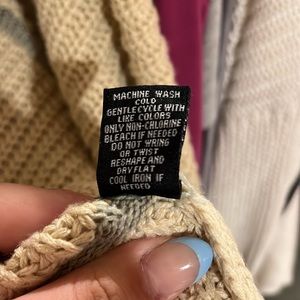 MACHINE WASH
COLD
GENTLE CYCLE WITH
LIKE COLORS
ONLY NON-CHLORINE
BLEACH IF NEEDED
DO NOT WRING
OR TWIST
RESHAPE AND
DRY FLAT
COOL IRON IF
NEEDED